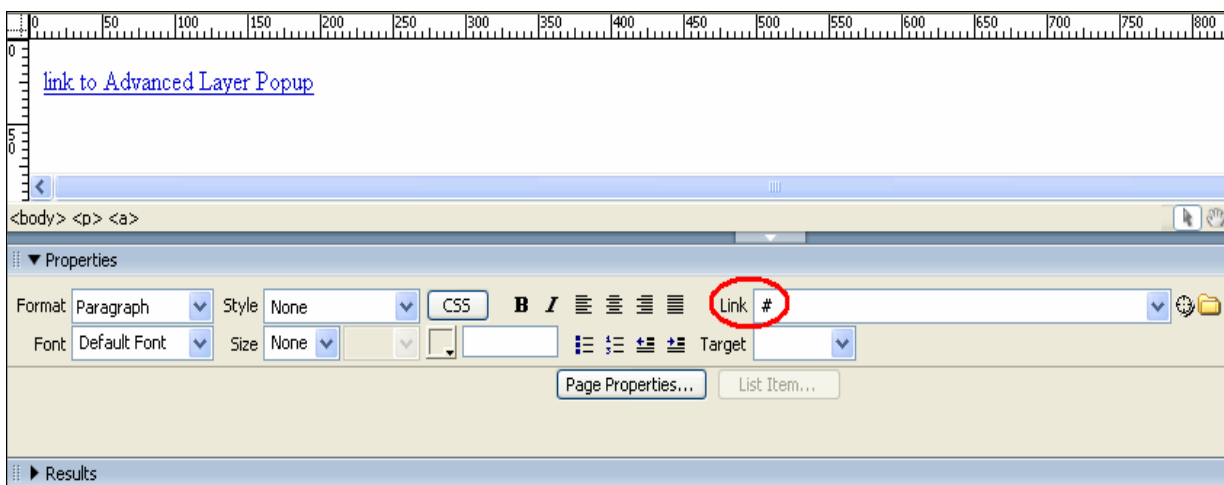 0 50 100 150 200 250 300 350 400 450 500 550 600 650 700 750 800
0
link to Advanced Layer Popup
50
<body> <p> <a>
Properties
Format Paragraph Style None CSS B I Link #
Font Default Font Size None Target
Page Properties... List Item...
Results